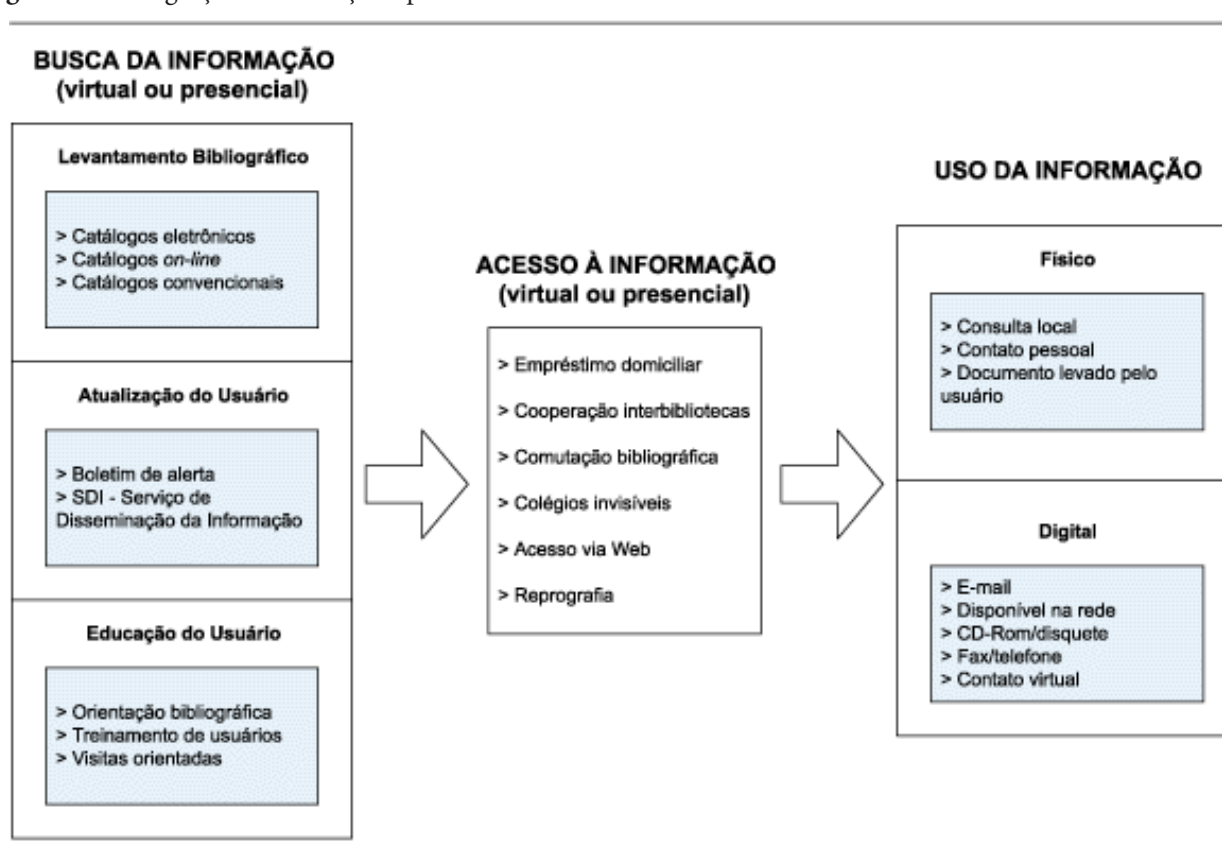 BUSCA DA INFORMAÇÃO
(virtual ou presencial)
Levantamento Bibliográfico
> Catálogos eletrônicos
> Catálogos on-line
> Catálogos convencionais
Atualização do Usuário
> Boletim de alerta
> SDI - Serviço de
Disseminação da Informação
Educação do Usuário
> Orientação bibliográfica
> Treinamento de usuários
> Visitas orientadas
ACESSO À INFORMAÇÃO
(virtual ou presencial)
> Empréstimo domiciliar
> Cooperação interbibliotecas
> Comutação bibliográfica
> Colégios invisíveis
> Acesso via Web
> Reprografia
USO DA INFORMAÇÃO
Físico
> Consulta local
> Contato pessoal
> Documento levado pelo
usuário
Digital
> E-mail
> Disponível na rede
> CD-Rom/disquete
> Fax/telefone
> Contato virtual